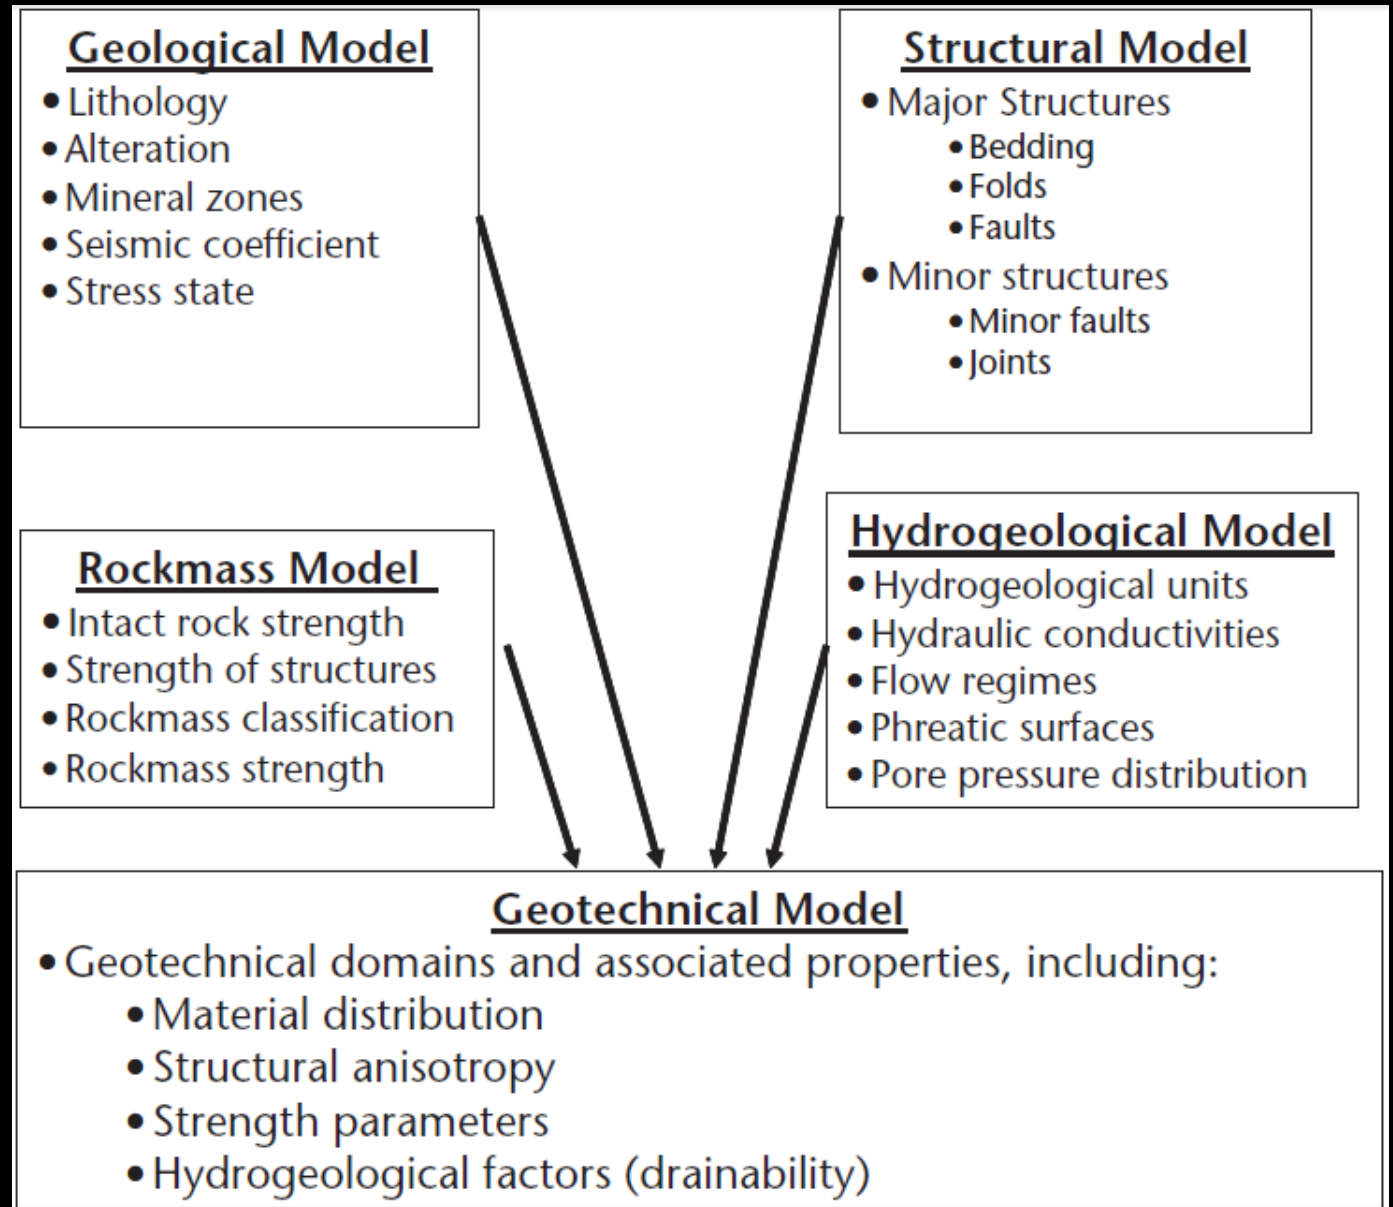 Geological Model
• Lithology
• Alteration
• Mineral zones
• Seismic coefficient
• Stress state
Structural Model
• Major Structures
• Bedding
• Folds
• Faults
• Minor structures
• Minor faults
• Joints
Rockmass Model
• Intact rock strength
• Strength of structures
• Rockmass classification
• Rockmass strength
Hydrogeological Model
• Hydrogeological units
• Hydraulic conductivities
• Flow regimes
• Phreatic surfaces
• Pore pressure distribution
Geotechnical Model
• Geotechnical domains and associated properties, including:
• Material distribution
• Structural anisotropy
• Strength parameters
• Hydrogeological factors (drainability)